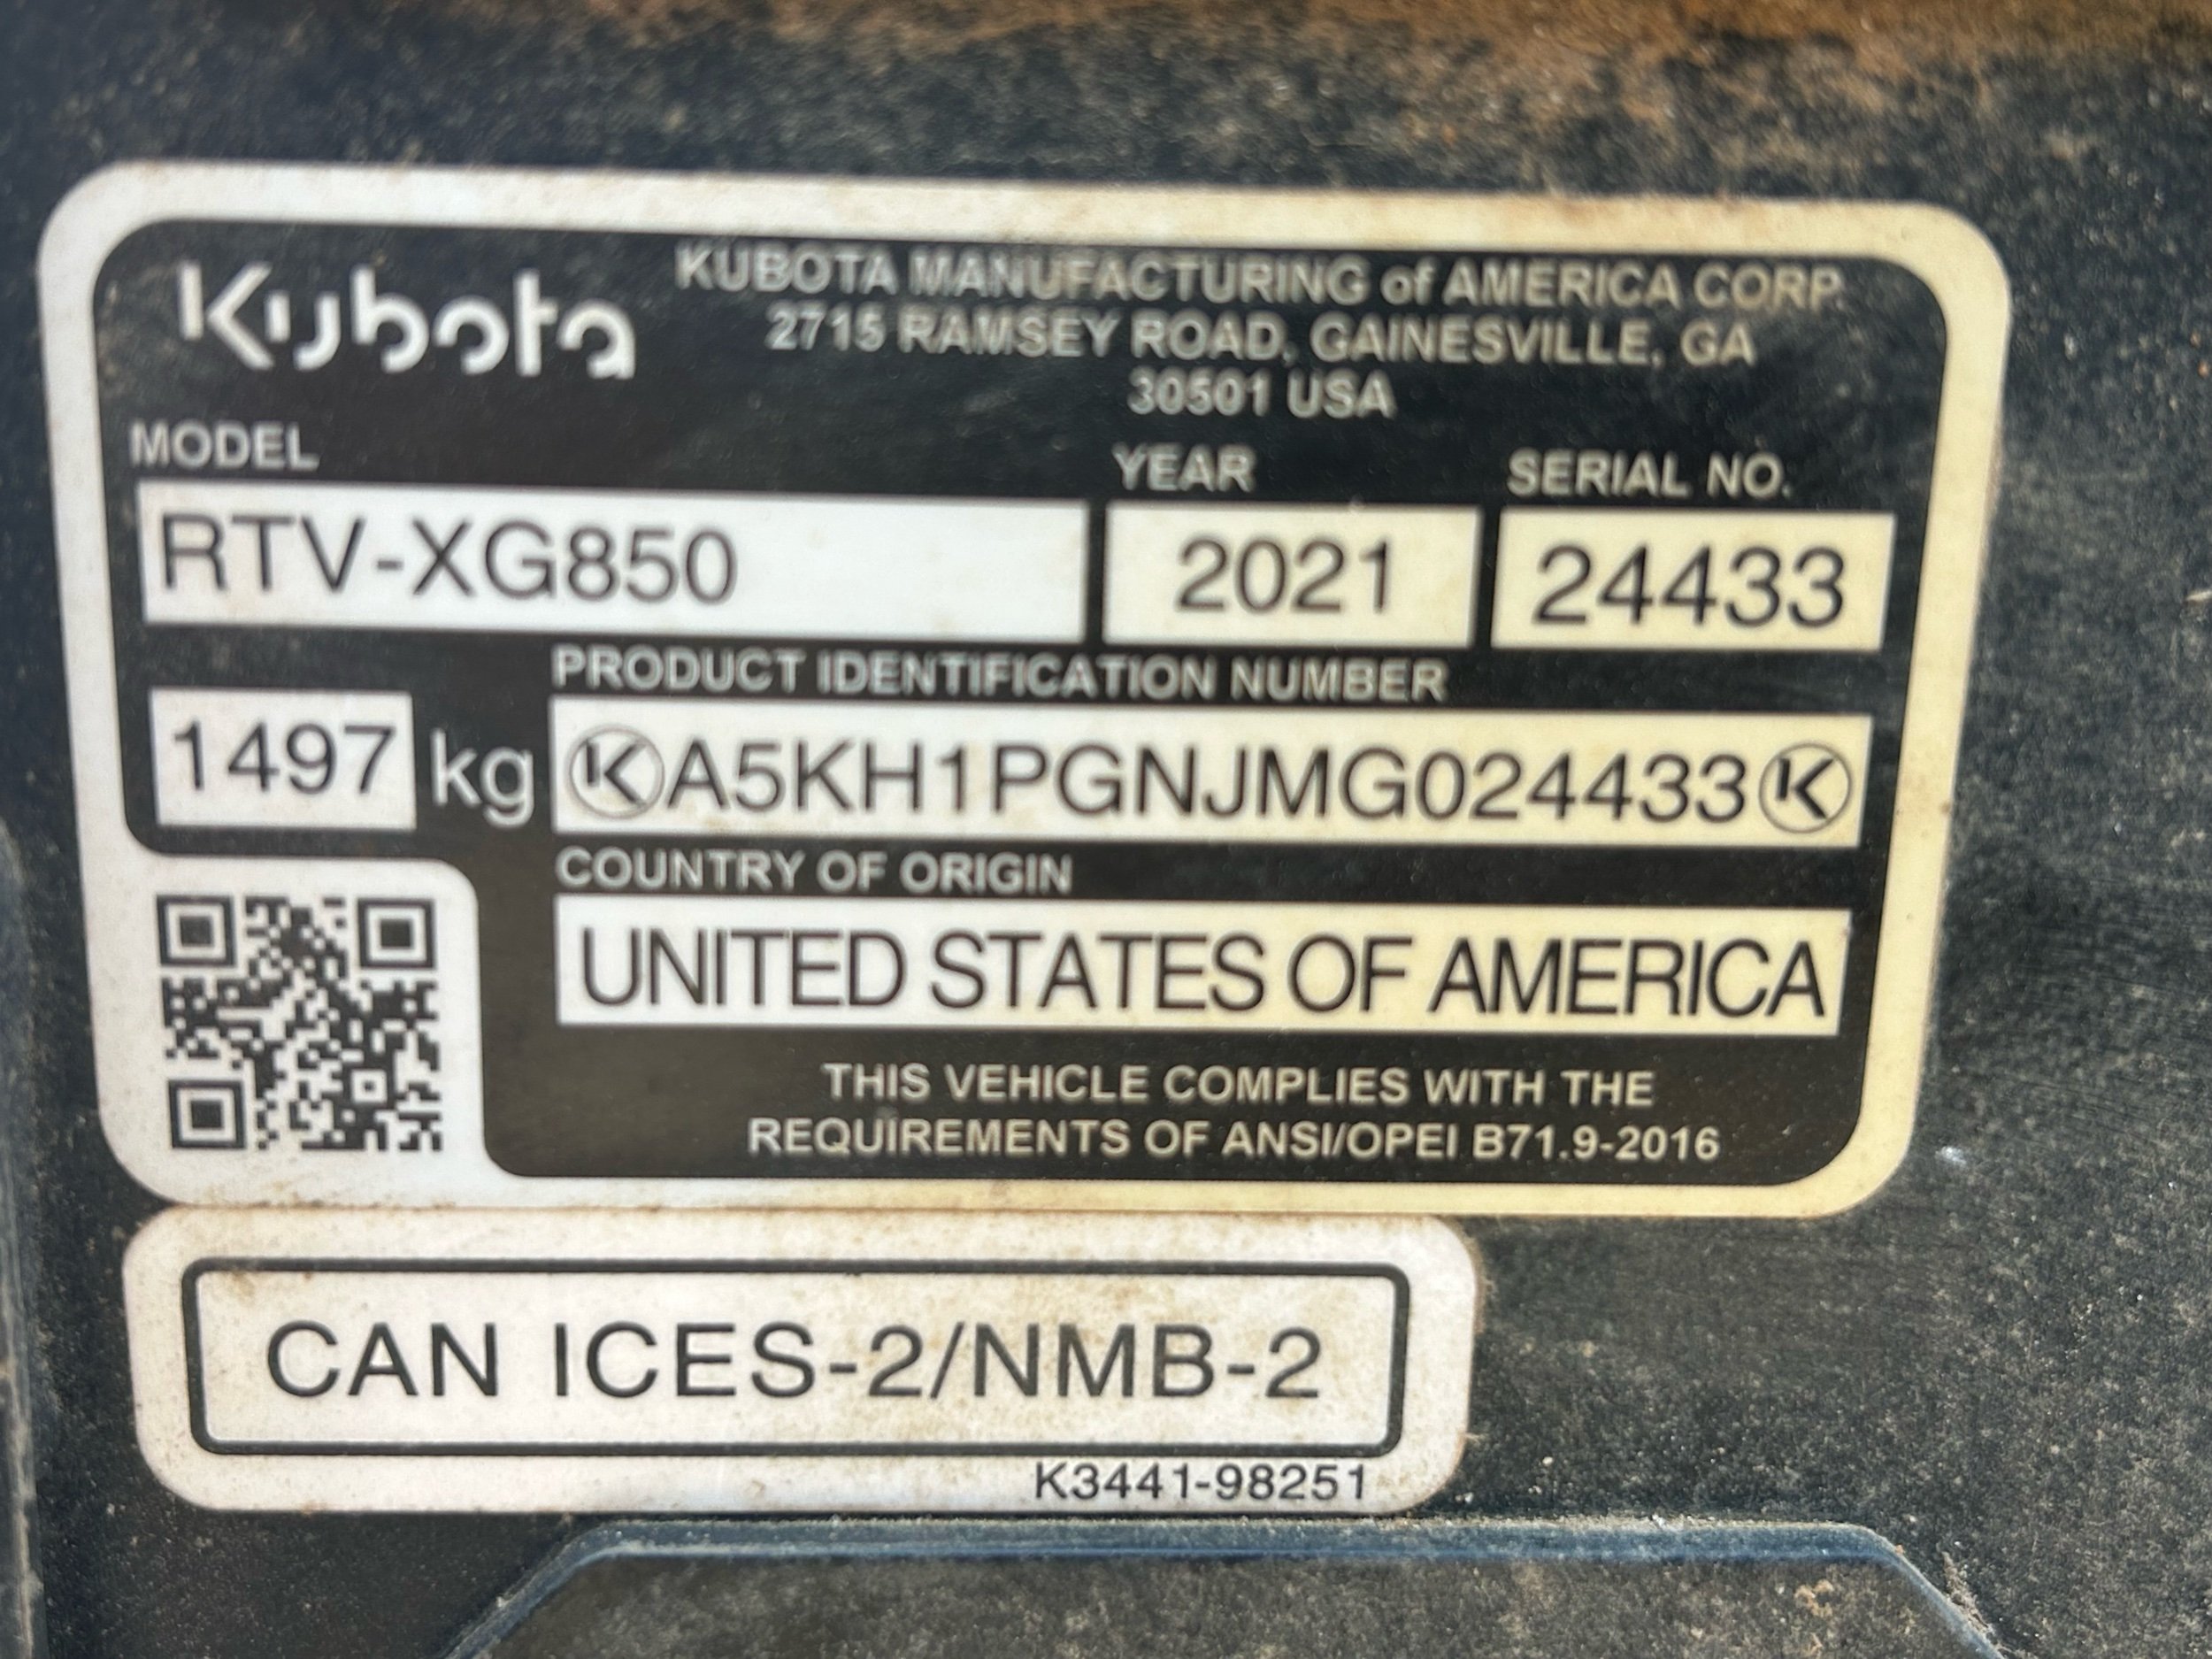 Kubota
KUBOTA MANUFACTURING of AMERICA CORP.
2715 RAMSEY ROAD, GAINESVILLE, GA
30501 USA
MODEL
YEAR
SERIAL NO.
RTV-XG850
2021
24433
PRODUCT IDENTIFICATION NUMBER
1497 kg
K A5KH1PGNJMG024433 K
COUNTRY OF ORIGIN
UNITED STATES OF AMERICA
THIS VEHICLE COMPLIES WITH THE
REQUIREMENTS OF ANSI/OPEI B71.9-2016
CAN ICES-2/NMB-2
K3441-98251